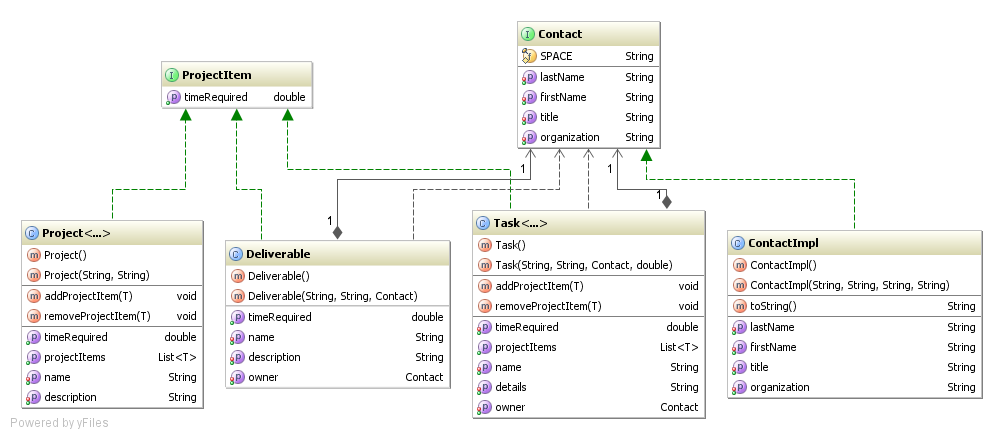 I Contact
f SPACE String
p lastName String
p firstName String
p title String
p organization String
I ProjectItem
p timeRequired double
1
1
1
1
C Project<...>
m Project()
m Project(String, String)
m addProjectItem(T) void
m removeProjectItem(T) void
p timeRequired double
p projectItems List<T>
p name String
p description String
C Deliverable
m Deliverable()
m Deliverable(String, String, Contact)
p timeRequired double
p name String
p description String
p owner Contact
C Task<...>
m Task()
m Task(String, String, Contact, double)
m addProjectItem(T) void
m removeProjectItem(T) void
p timeRequired double
p projectItems List<T>
p name String
p details String
p owner Contact
C ContactImpl
m ContactImpl()
m ContactImpl(String, String, String, String)
m toString() String
p lastName String
p firstName String
p title String
p organization String
Powered by yFiles